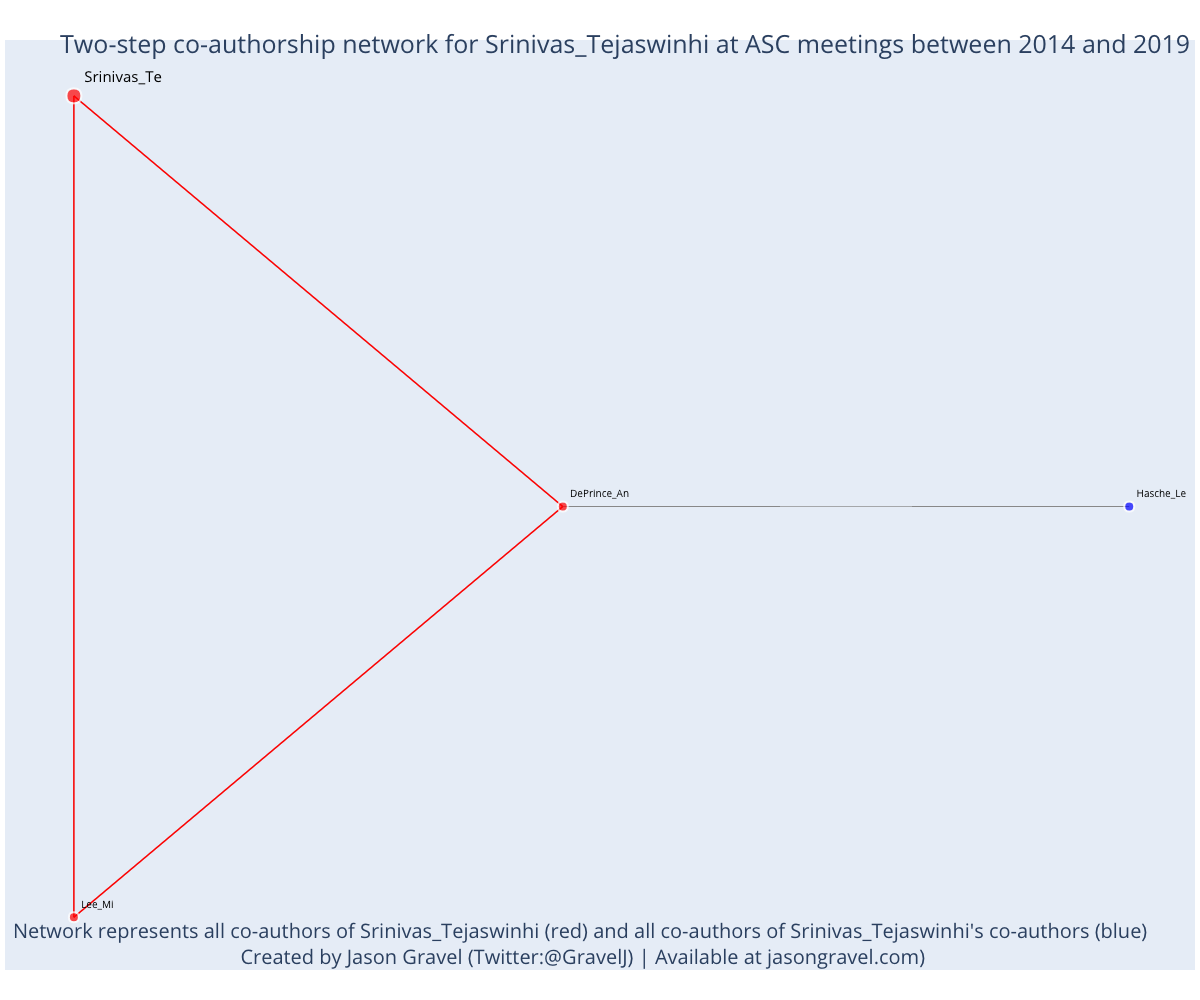 Two-step co-authorship network for Srinivas_Tejaswinhi at ASC meetings between 2014 and 2019
Srinivas_Te
DePrince_An
Hasche_Le
Lee_Mi
Network represents all co-authors of Srinivas_Tejaswinhi (red) and all co-authors of Srinivas_Tejaswinhi's co-authors (blue)
Created by Jason Gravel (Twitter:@GravelJ) | Available at jasongravel.com)